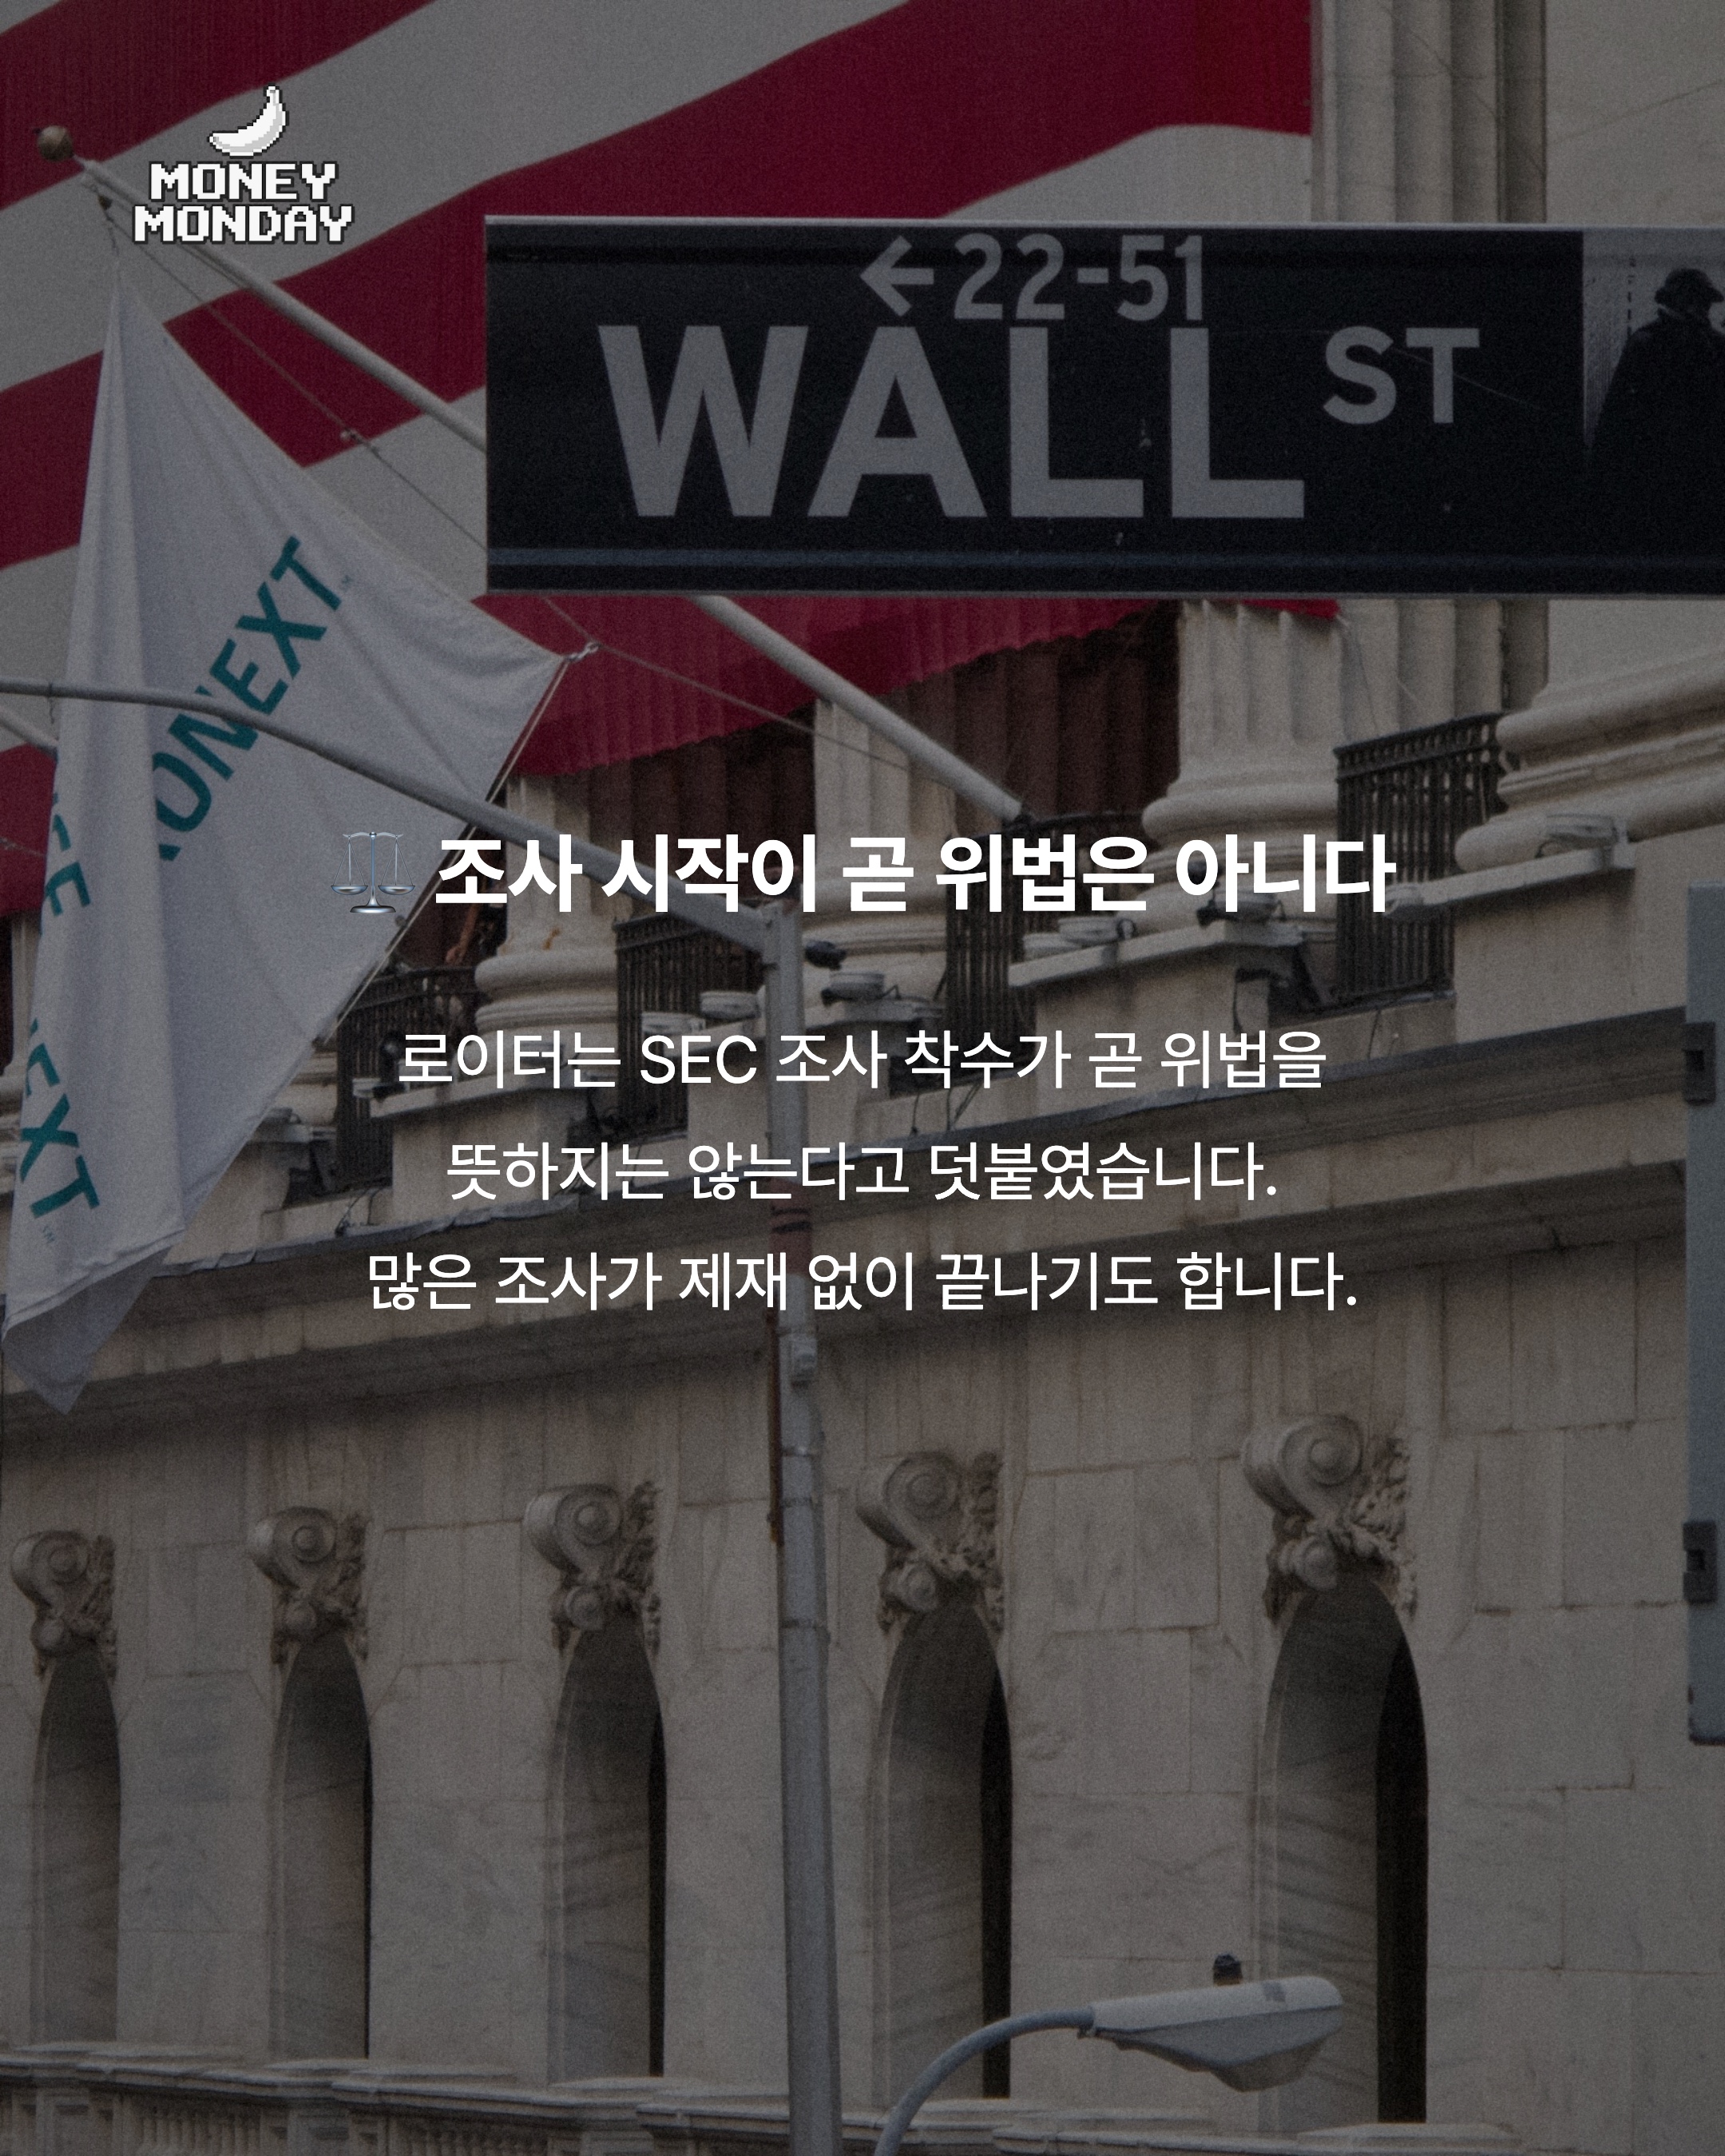 MONEY
MONDAY
←22-51
WALL ST
ONEXT
EXT
⚖️ 조사 시작이 곧 위법은 아니다
로이터는 SEC 조사 착수가 곧 위법을
뜻하지는 않는다고 덧붙였습니다.
많은 조사가 제재 없이 끝나기도 합니다.